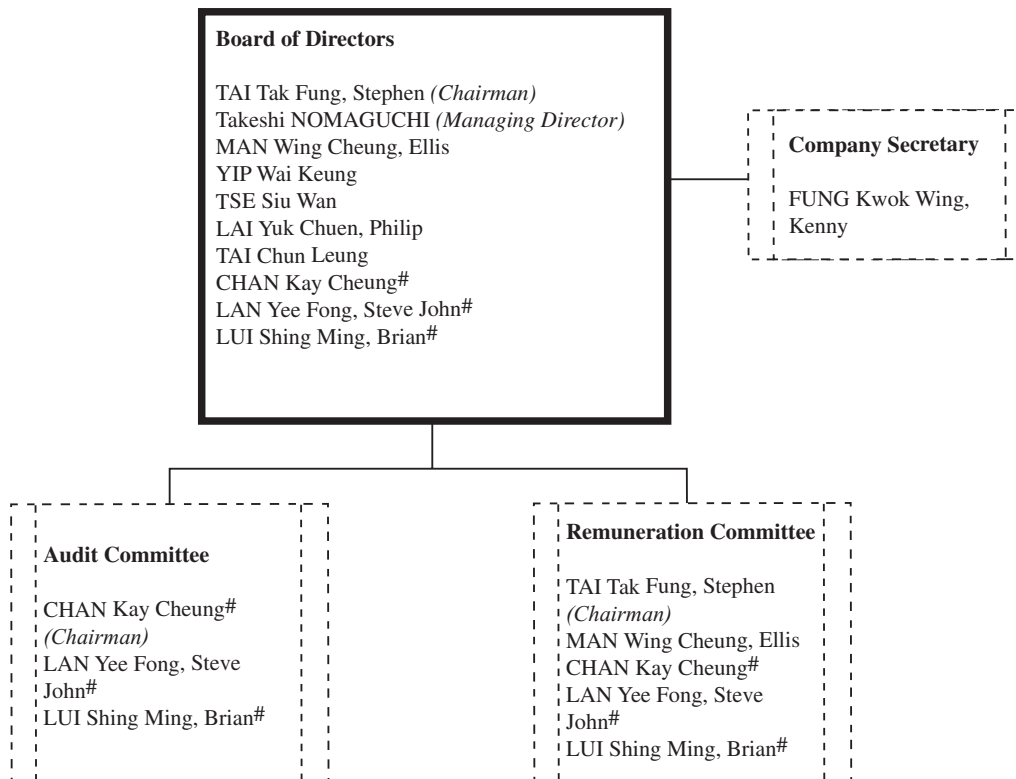 Board of Directors
TAI Tak Fung, Stephen (Chairman)
Takeshi NOMAGUCHI (Managing Director)
MAN Wing Cheung, Ellis
YIP Wai Keung
TSE Siu Wan
LAI Yuk Chuen, Philip
TAI Chun Leung
CHAN Kay Cheung#
LAN Yee Fong, Steve John#
LUI Shing Ming, Brian#
Company Secretary
FUNG Kwok Wing,
Kenny
Audit Committee
CHAN Kay Cheung#
(Chairman)
LAN Yee Fong, Steve
John#
LUI Shing Ming, Brian#
Remuneration Committee
TAI Tak Fung, Stephen
(Chairman)
MAN Wing Cheung, Ellis
CHAN Kay Cheung#
LAN Yee Fong, Steve
John#
LUI Shing Ming, Brian#